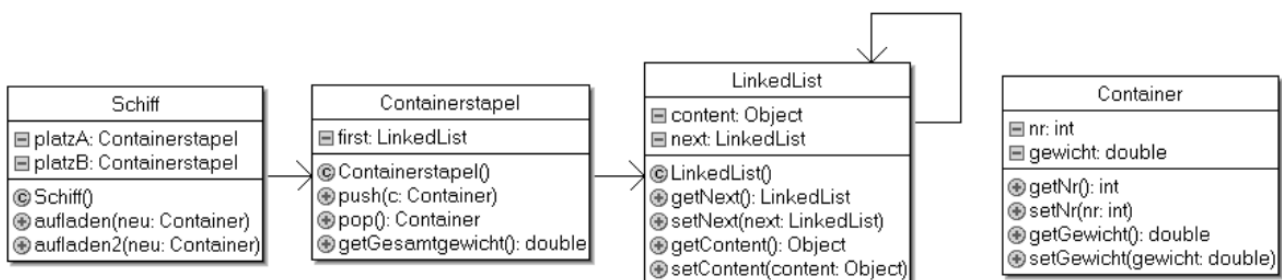 Schiff
platzA: Containerstapel
platzB: Containerstapel
Schiff()
aufladen(neu: Container)
aufladen2(neu: Container)
Containerstapel
first: LinkedList
Containerstapel()
push(c: Container)
pop(): Container
getGesamtgewicht(): double
LinkedList
content: Object
next: LinkedList
LinkedList()
getNext(): LinkedList
setNext(next: LinkedList)
getContent(): Object
setContent(content: Object)
Container
nr: int
gewicht: double
getNr(): int
setNr(nr: int)
getGewicht(): double
setGewicht(gewicht: double)